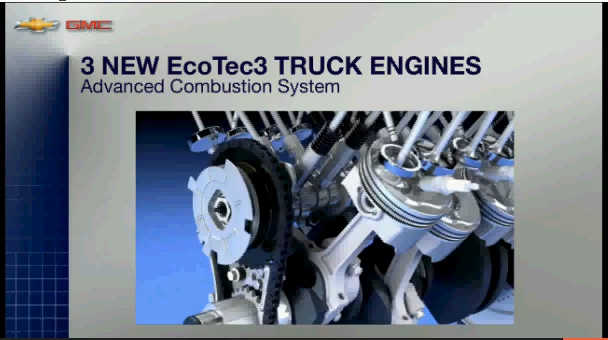 GMC
3 NEW EcoTec3 TRUCK ENGINES
Advanced Combustion System